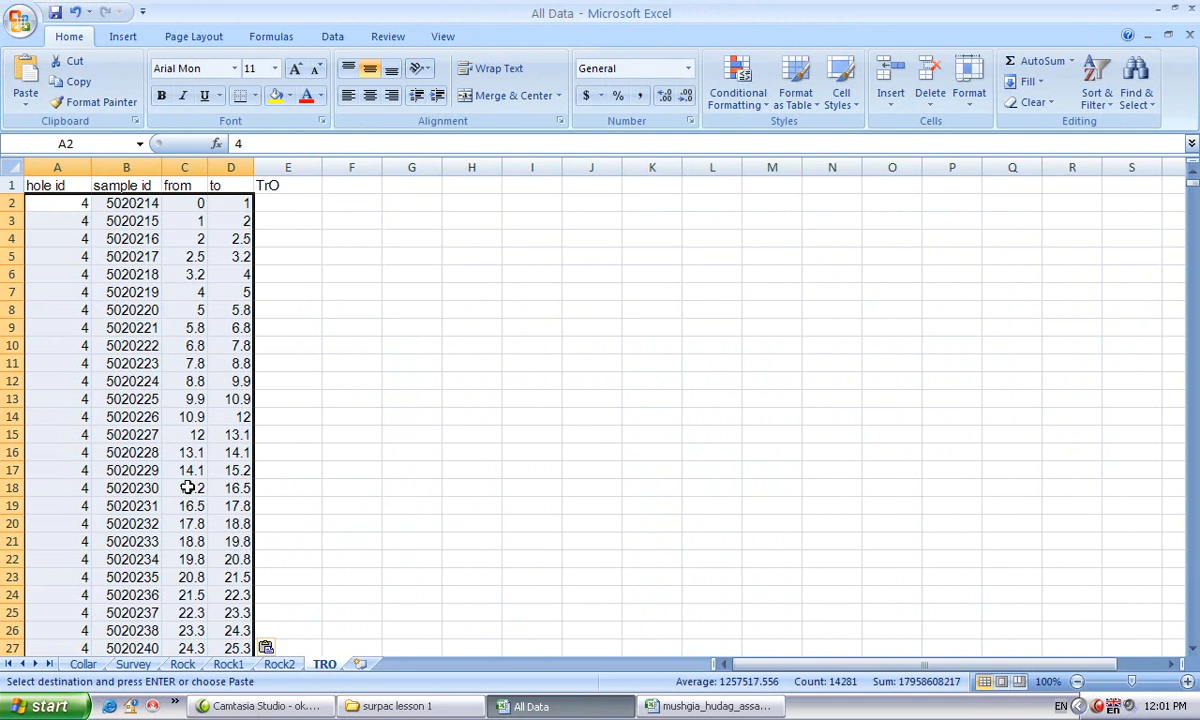 All Data - Microsoft Excel
Home Insert Page Layout Formulas Data Review View
Paste Cut Copy Format Painter Clipboard
Arial Mon 11 B I U Font
Wrap Text Merge & Center Alignment
General $ % , Number
Conditional Formatting Format as Table Cell Styles Styles
Insert Delete Format Cells
Σ AutoSum Fill Clear Sort & Filter Find & Select Editing
A2 fx 4
A B C D E F G H I J K L M N O P Q R S
1 hole id sample id from to TrO
2 4 5020214 0 1
3 4 5020215 1 2
4 4 5020216 2 2.5
5 4 5020217 2.5 3.2
6 4 5020218 3.2 4
7 4 5020219 4 5
8 4 5020220 5 5.8
9 4 5020221 5.8 6.8
10 4 5020222 6.8 7.8
11 4 5020223 7.8 8.8
12 4 5020224 8.8 9.9
13 4 5020225 9.9 10.9
14 4 5020226 10.9 12
15 4 5020227 12 13.1
16 4 5020228 13.1 14.1
17 4 5020229 14.1 15.2
18 4 5020230 .2 16.5
19 4 5020231 16.5 17.8
20 4 5020232 17.8 18.8
21 4 5020233 18.8 19.8
22 4 5020234 19.8 20.8
23 4 5020235 20.8 21.5
24 4 5020236 21.5 22.3
25 4 5020237 22.3 23.3
26 4 5020238 23.3 24.3
27 4 5020240 24.3 25.3
Collar Survey Rock Rock1 Rock2 TRO
Select destination and press ENTER or choose Paste Average: 1257517.556 Count: 14281 Sum: 17958608217 100%
start Camtasia Studio - ok.... surpac lesson 1 All Data mushgia_hudag_assa... EN EN 12:01 PM